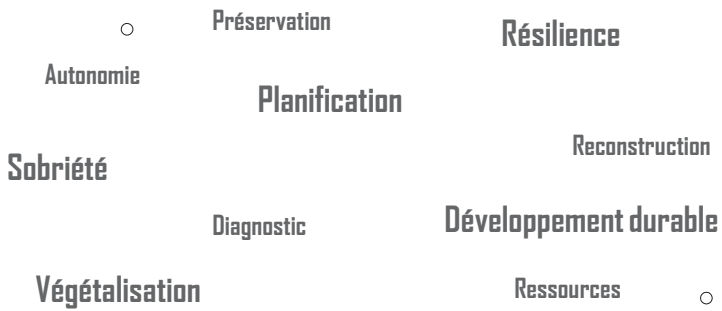 Préservation
Résilience
Autonomie
Planification
Reconstruction
Sobriété
Développement durable
Diagnostic
Végétalisation
Ressources